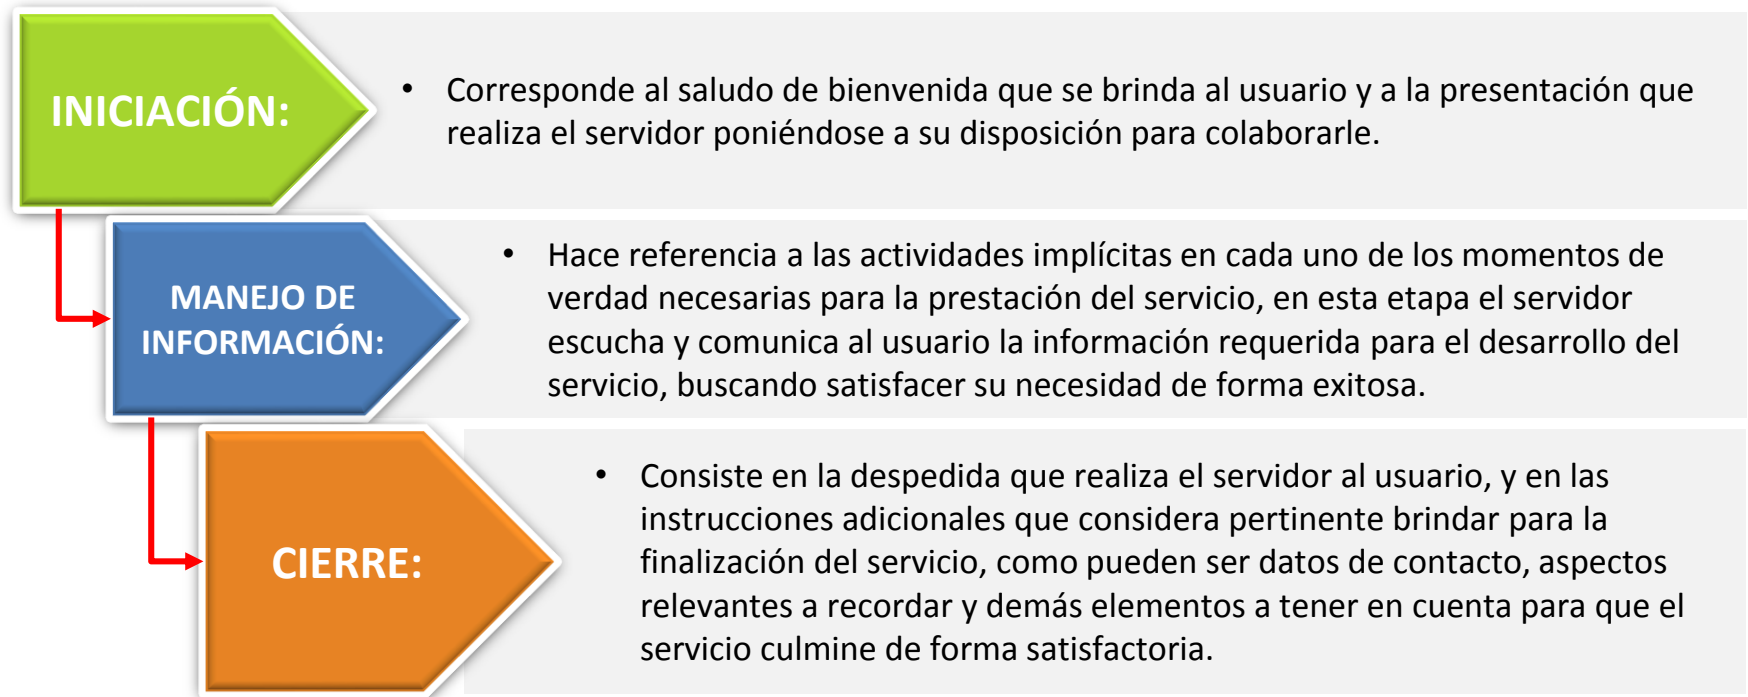 INICIACIÓN:
• Corresponde al saludo de bienvenida que se brinda al usuario y a la presentación que
realiza el servidor poniéndose a su disposición para colaborarle.
MANEJO DE
INFORMACIÓN:
• Hace referencia a las actividades implícitas en cada uno de los momentos de
verdad necesarias para la prestación del servicio, en esta etapa el servidor
escucha y comunica al usuario la información requerida para el desarrollo del
servicio, buscando satisfacer su necesidad de forma exitosa.
CIERRE:
• Consiste en la despedida que realiza el servidor al usuario, y en las
instrucciones adicionales que considera pertinente brindar para la
finalización del servicio, como pueden ser datos de contacto, aspectos
relevantes a recordar y demás elementos a tener en cuenta para que el
servicio culmine de forma satisfactoria.